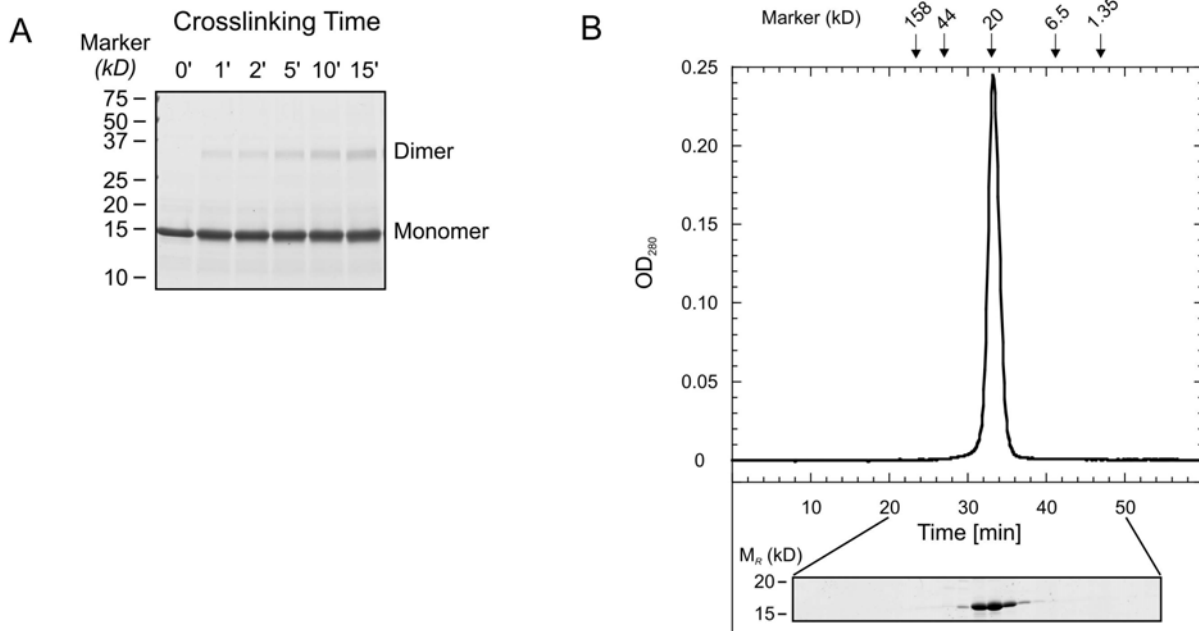 A
Crosslinking Time
Marker
(kD)
0' 1' 2' 5' 10' 15'
75
50
37
25
20
15
10
Dimer
Monomer
B
Marker (kD)
158 44 20 6.5 1.35
0.25
0.20
0.15
0.10
0.05
0
OD280
10 20 30 40 50
Time [min]
MR (kD)
20
15